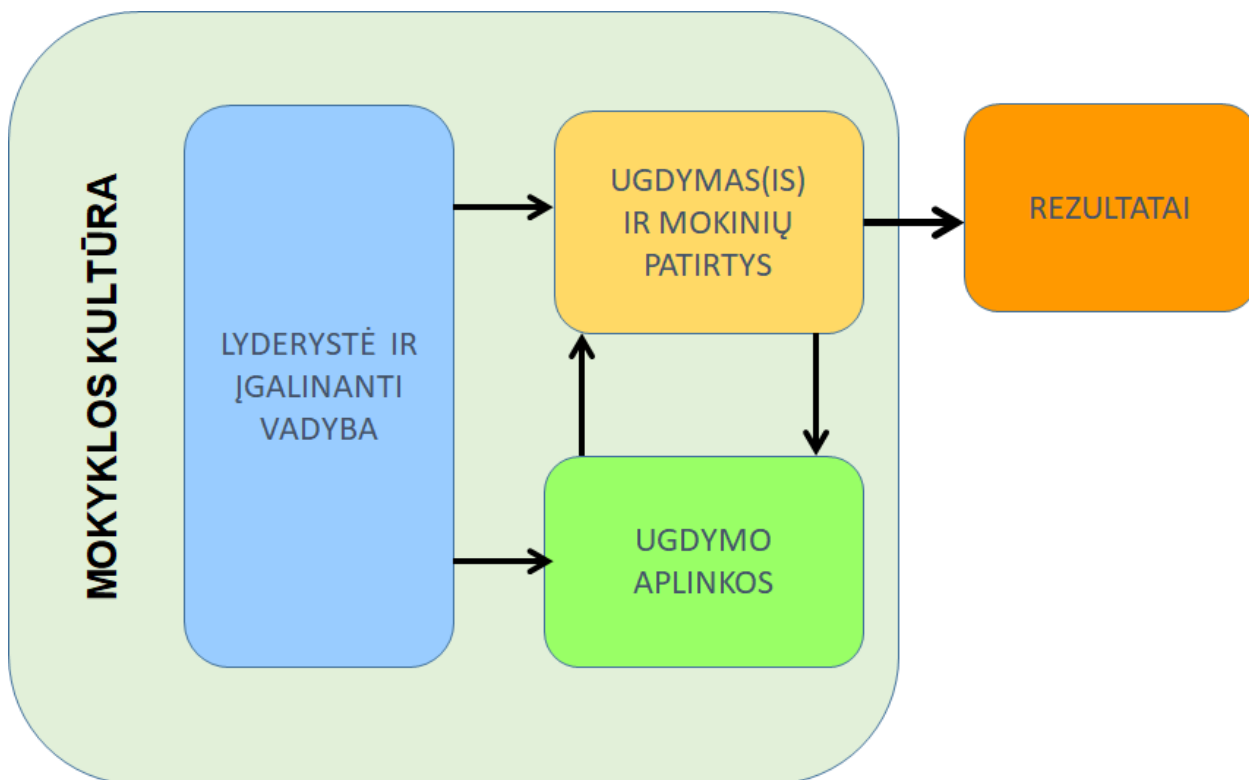 MOKYKLOS KULTŪRA
LYDERYSTĖ IR
ĮGALINANTI
VADYBA
UGDYMAS(IS)
IR MOKINIŲ
PATIRTYS
UGDYMO
APLINKOS
REZULTATAI